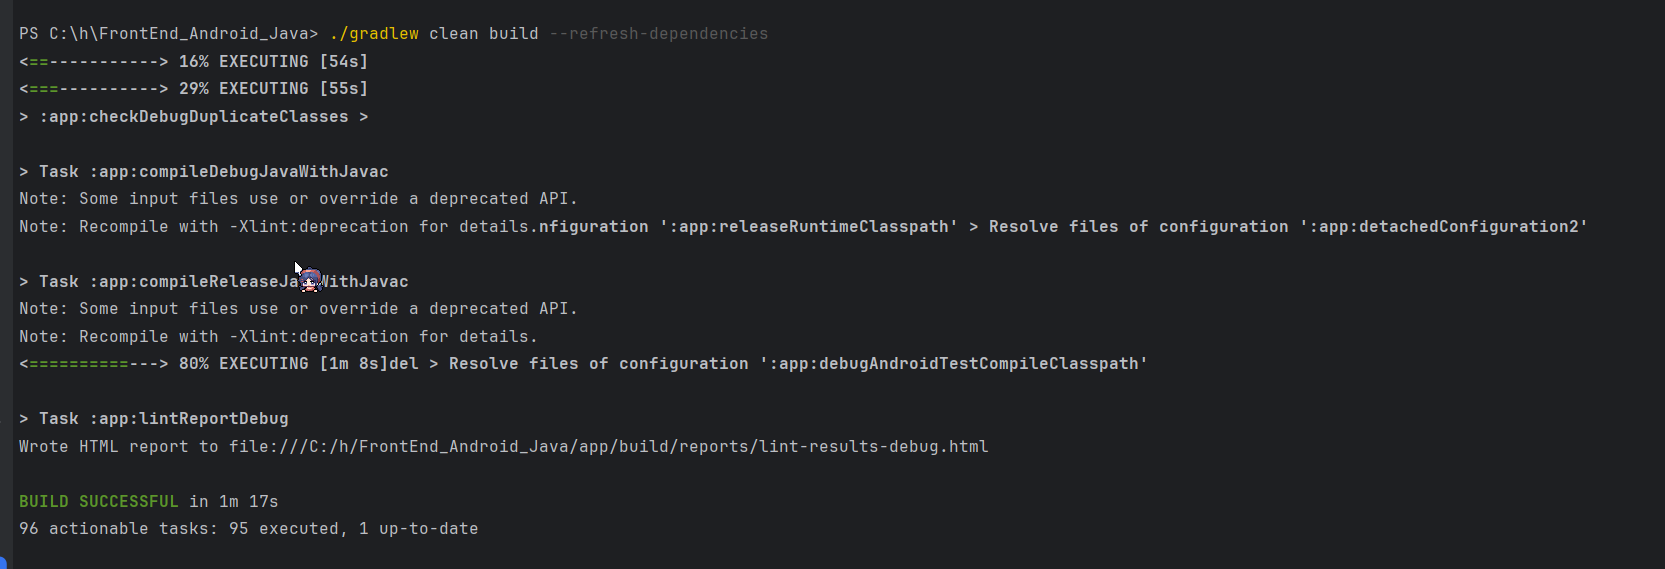 PS C:\h\FrontEnd_Android_Java> ./gradlew clean build --refresh-dependencies
<==-----------> 16% EXECUTING [54s]
<===----------> 29% EXECUTING [55s]
> :app:checkDebugDuplicateClasses >
> Task :app:compileDebugJavaWithJavac
Note: Some input files use or override a deprecated API.
Note: Recompile with -Xlint:deprecation for details.nfiguration ':app:releaseRuntimeClasspath' > Resolve files of configuration ':app:detachedConfiguration2'
> Task :app:compileReleaseJavaWithJavac
Note: Some input files use or override a deprecated API.
Note: Recompile with -Xlint:deprecation for details.
<==========---> 80% EXECUTING [1m 8s]del > Resolve files of configuration ':app:debugAndroidTestCompileClasspath'
> Task :app:lintReportDebug
Wrote HTML report to file:///C:/h/FrontEnd_Android_Java/app/build/reports/lint-results-debug.html
BUILD SUCCESSFUL in 1m 17s
96 actionable tasks: 95 executed, 1 up-to-date